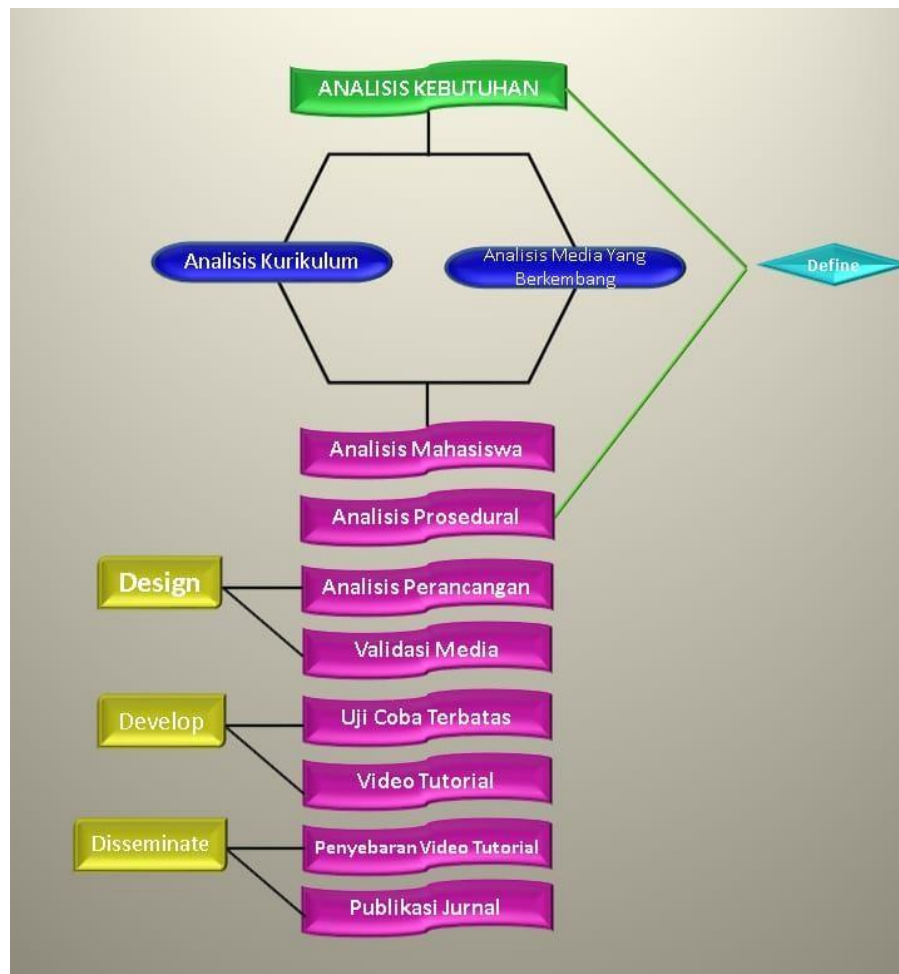 ANALISIS KEBUTUHAN
Analisis Kurikulum
Analisis Media Yang
Berkembang
Define
Analisis Mahasiswa
Analisis Prosedural
Design
Analisis Perancangan
Validasi Media
Develop
Uji Coba Terbatas
Video Tutorial
Disseminate
Penyebaran Video Tutorial
Publikasi Jurnal